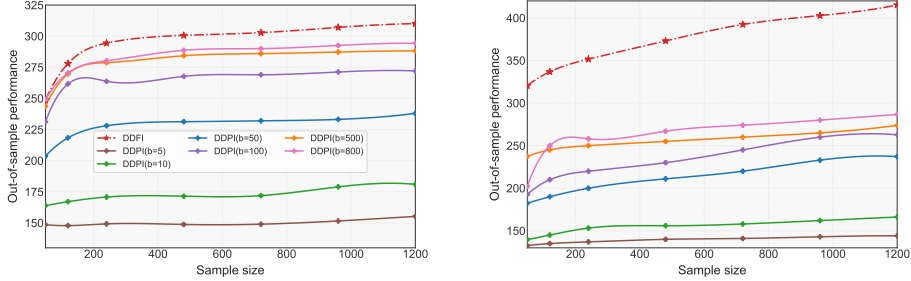 325
300
275
250
225
200
175
150
Out-of-sample performance
DDFI
DDPI(b=5)
DDPI(b=10)
DDPI(b=50)
DDPI(b=100)
DDPI(b=500)
DDPI(b=800)
200 400 600 800 1000 1200
Sample size
400
350
300
250
200
150
Out-of-sample performance
200 400 600 800 1000 1200
Sample size